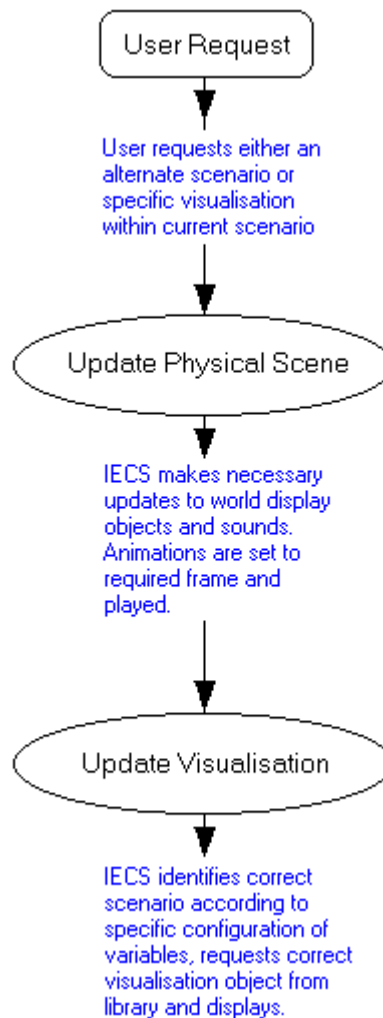 User Request
User requests either an
alternate scenario or
specific visualisation
within current scenario
Update Physical Scene
IECS makes necessary
updates to world display
objects and sounds.
Animations are set to
required frame and
played.
Update Visualisation
IECS identifies correct
scenario according to
specific configuration of
variables, requests correct
visualisation object from
library and displays.